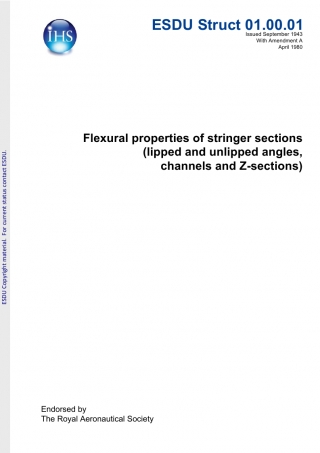 IHS
ESDU Struct 01.00.01
Issued September 1943
With Amendment A
April 1980
Flexural properties of stringer sections
(lipped and unlipped angles,
channels and Z-sections)
ESDU Copyright material. For current status contact ESDU.
Endorsed by
The Royal Aeronautical Society